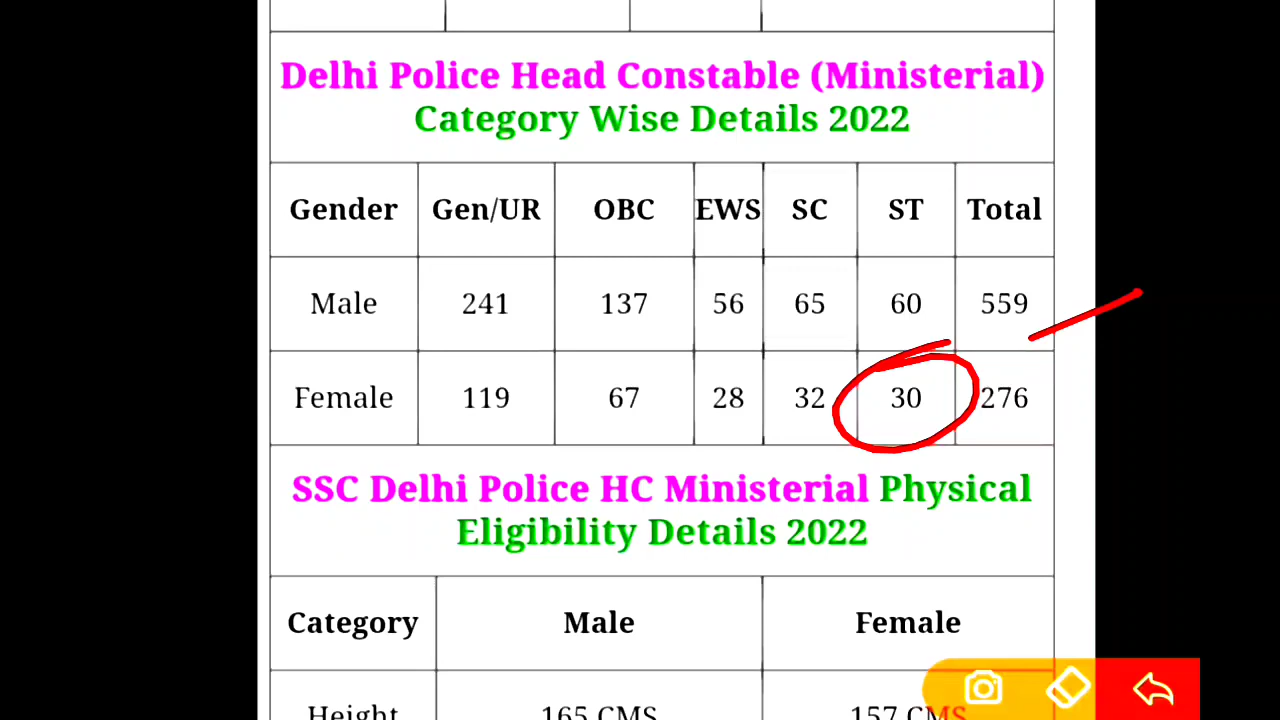 Delhi Police Head Constable (Ministerial)
Category Wise Details 2022
Gender Gen/UR OBC EWS SC ST Total
Male 241 137 56 65 60 559
Female 119 67 28 32 30 276
SSC Delhi Police HC Ministerial Physical
Eligibility Details 2022
Category Male Female
Height 165 CMS 157 CMS